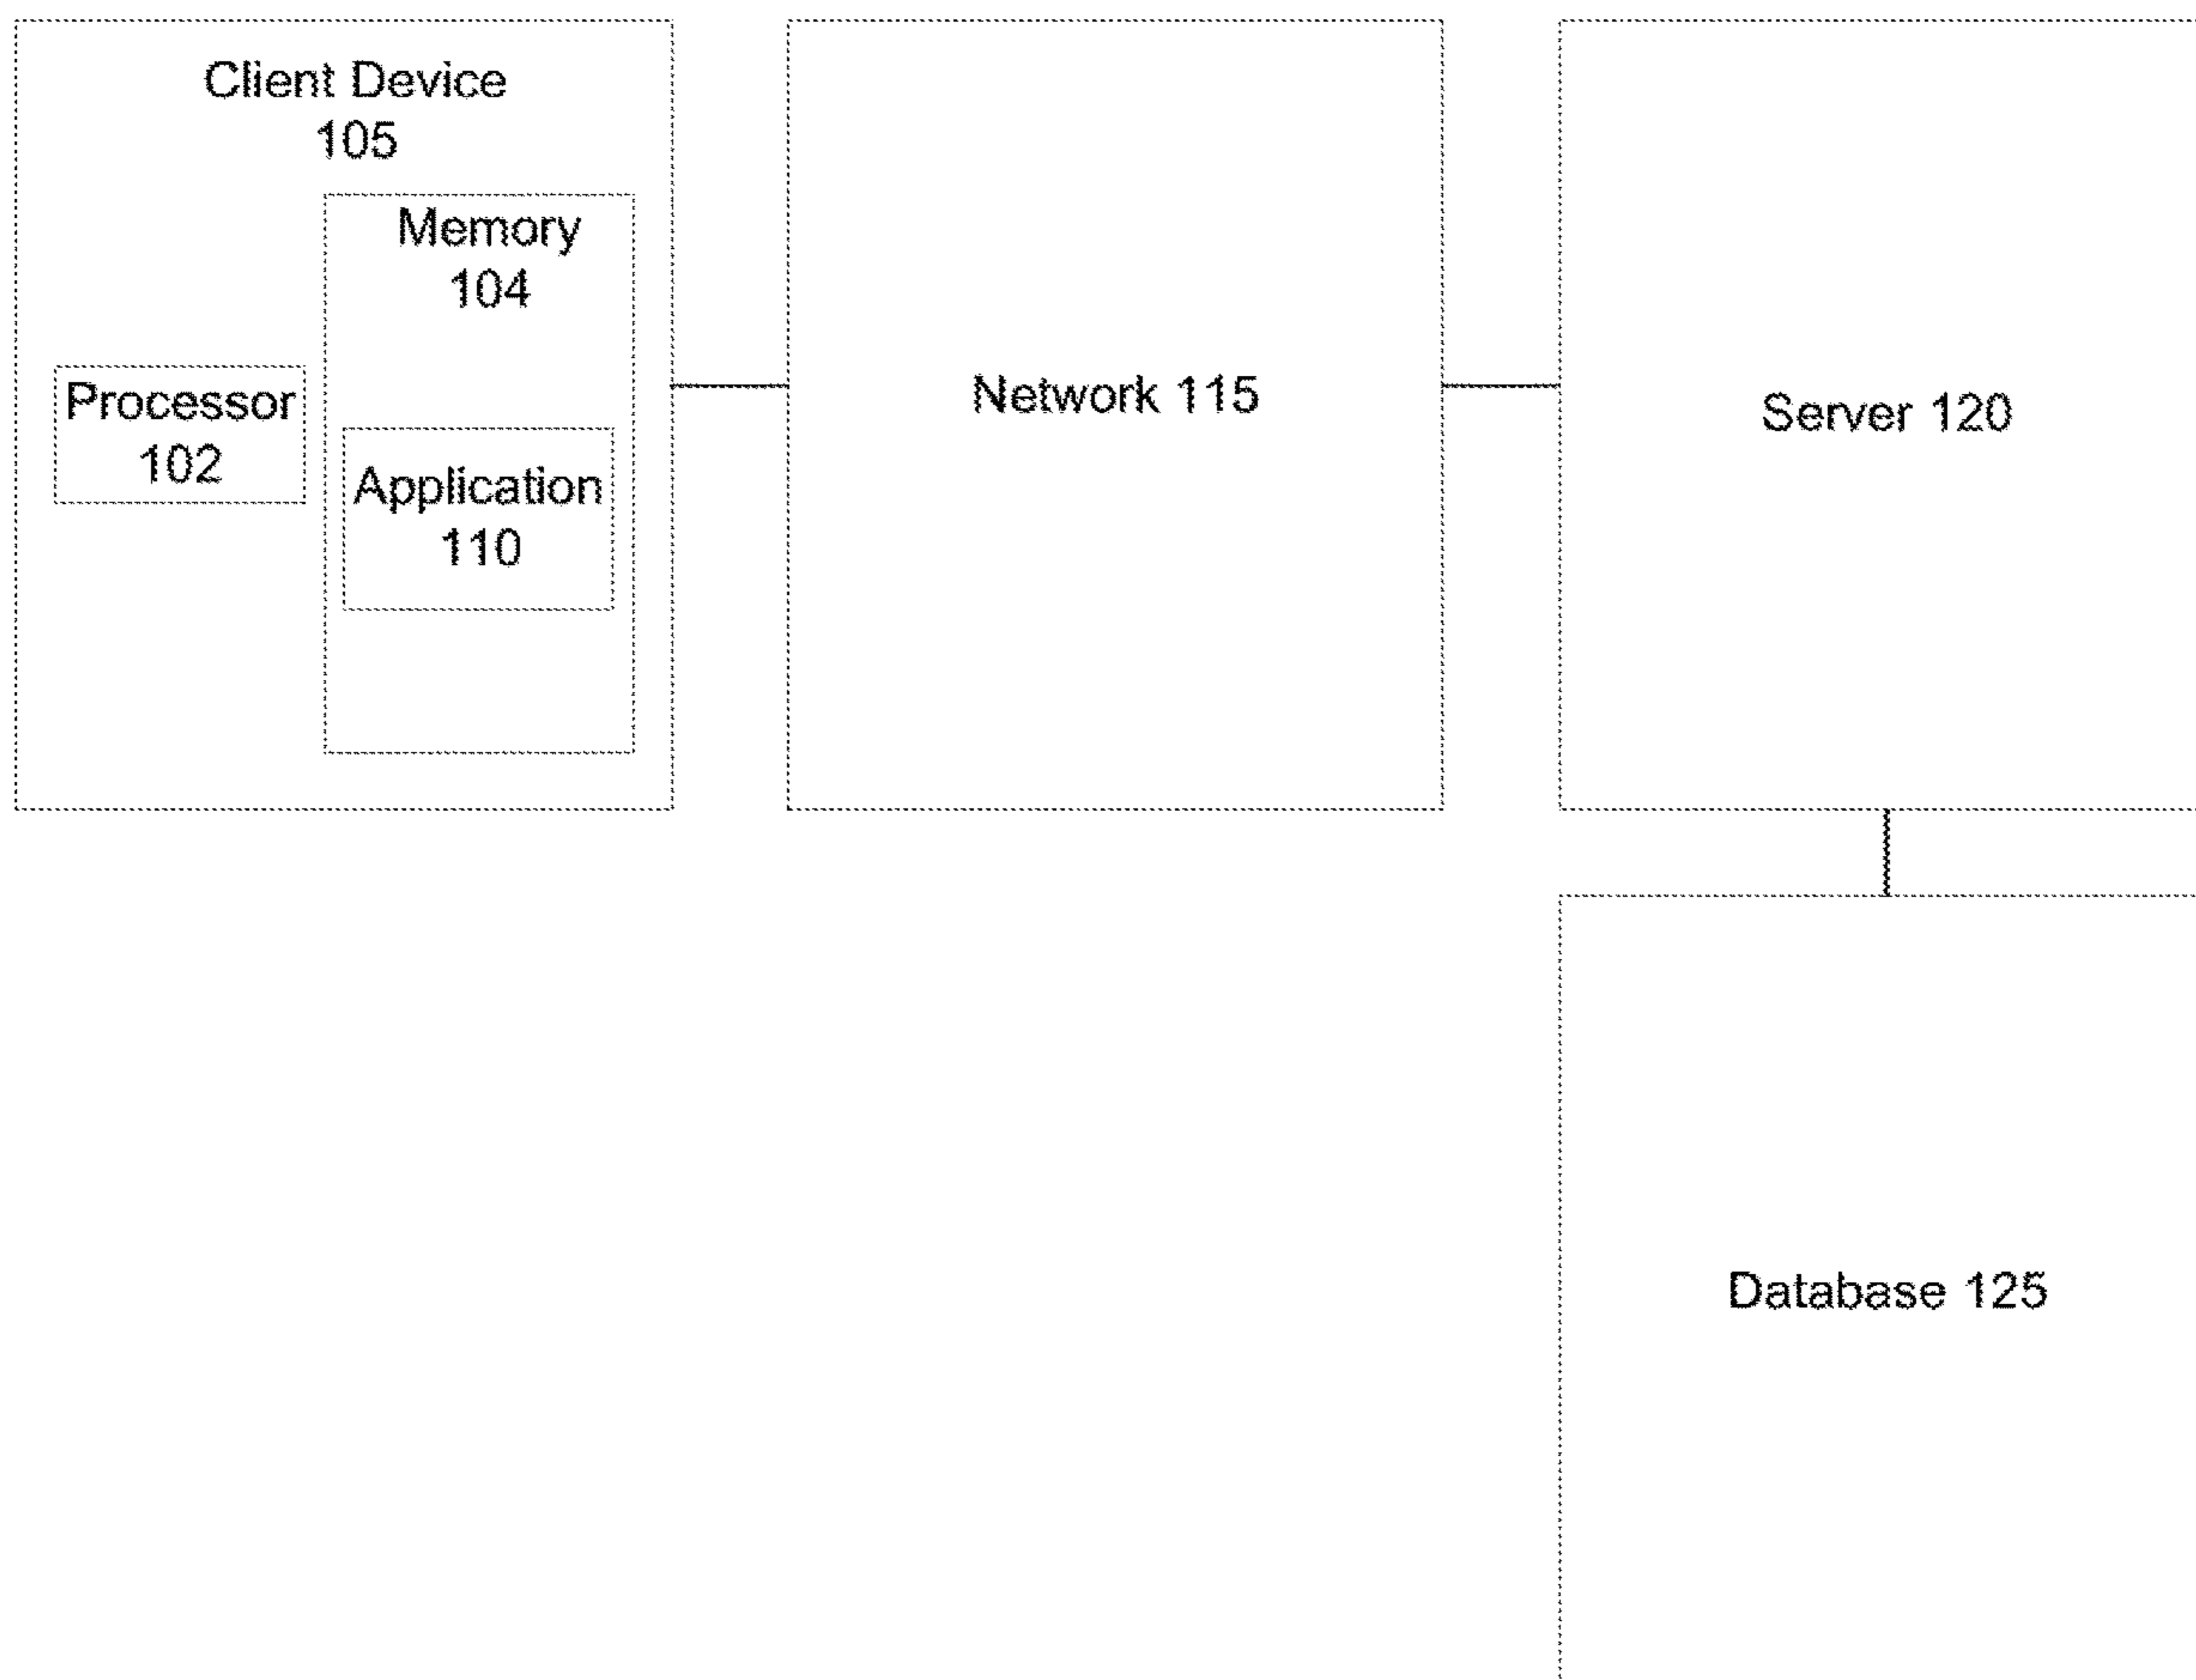 Client Device
105
Memory
104
Processor
102
Application
110
Network 115
Server 120
Database 125